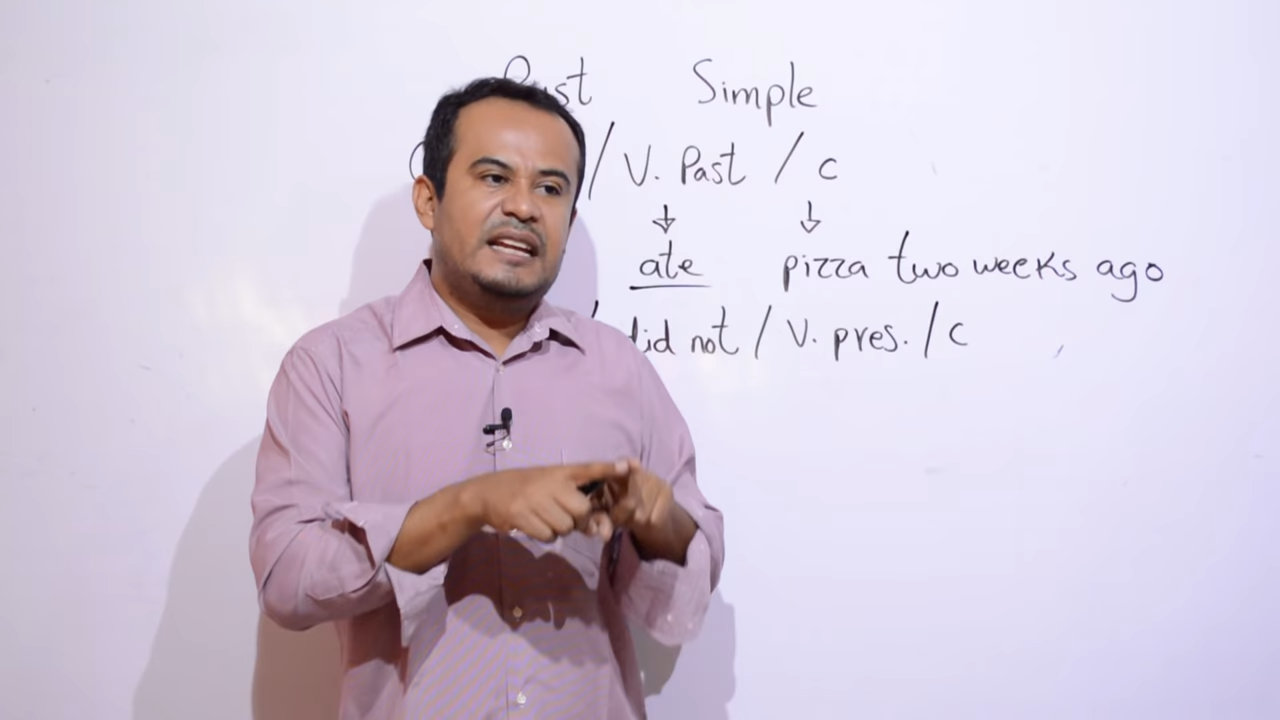 Past Simple
/ V. Past / c
ate pizza two weeks ago
did not / V. pres. / c